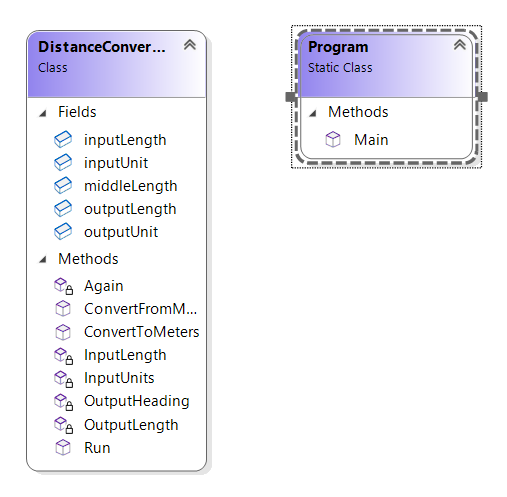 DistanceConver...
Class
Fields
inputLength
inputUnit
middleLength
outputLength
outputUnit
Methods
Again
ConvertFromM...
ConvertToMeters
InputLength
InputUnits
OutputHeading
OutputLength
Run
Program
Static Class
Methods
Main